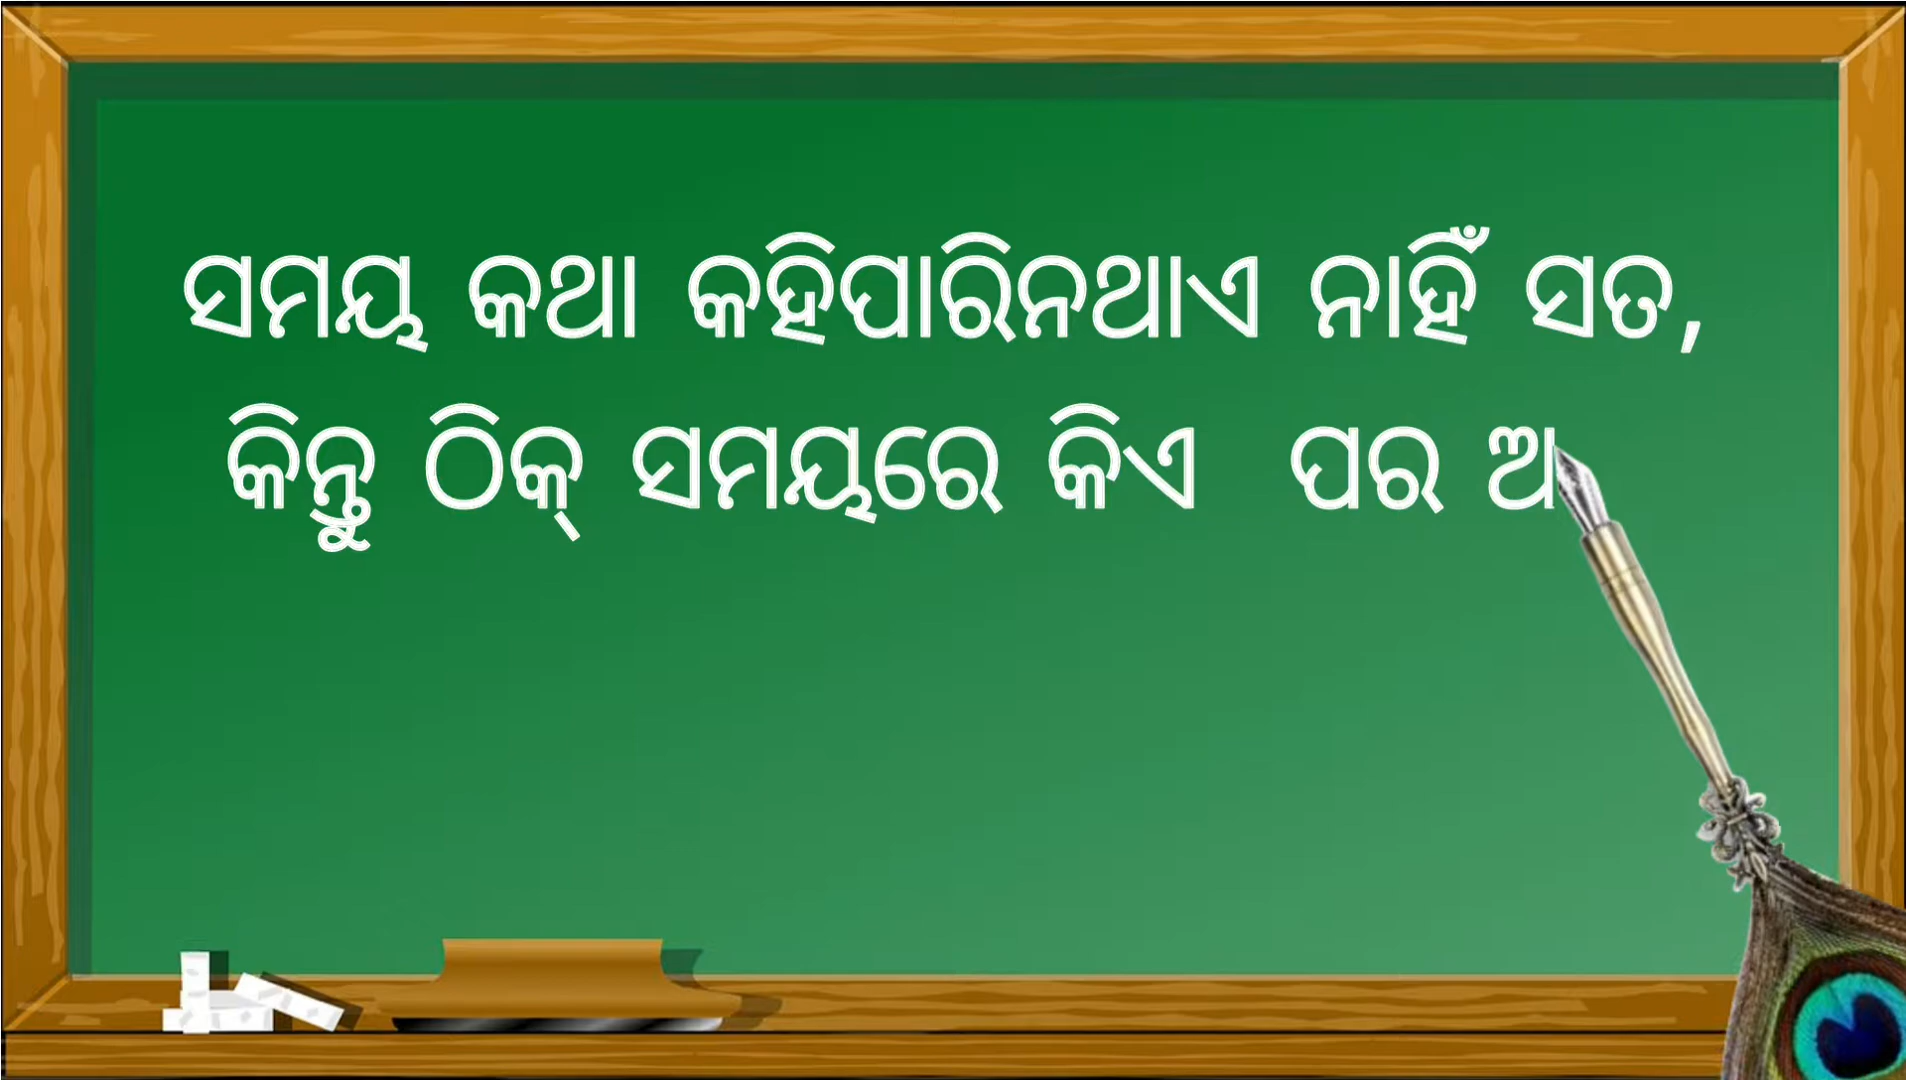 ସମୟ କଥା କହିପାରିନଥାଏ ନାହିଁ ସତ,
କିନ୍ତୁ ଠିକ୍ ସମୟରେ କିଏ  ପର ଅ